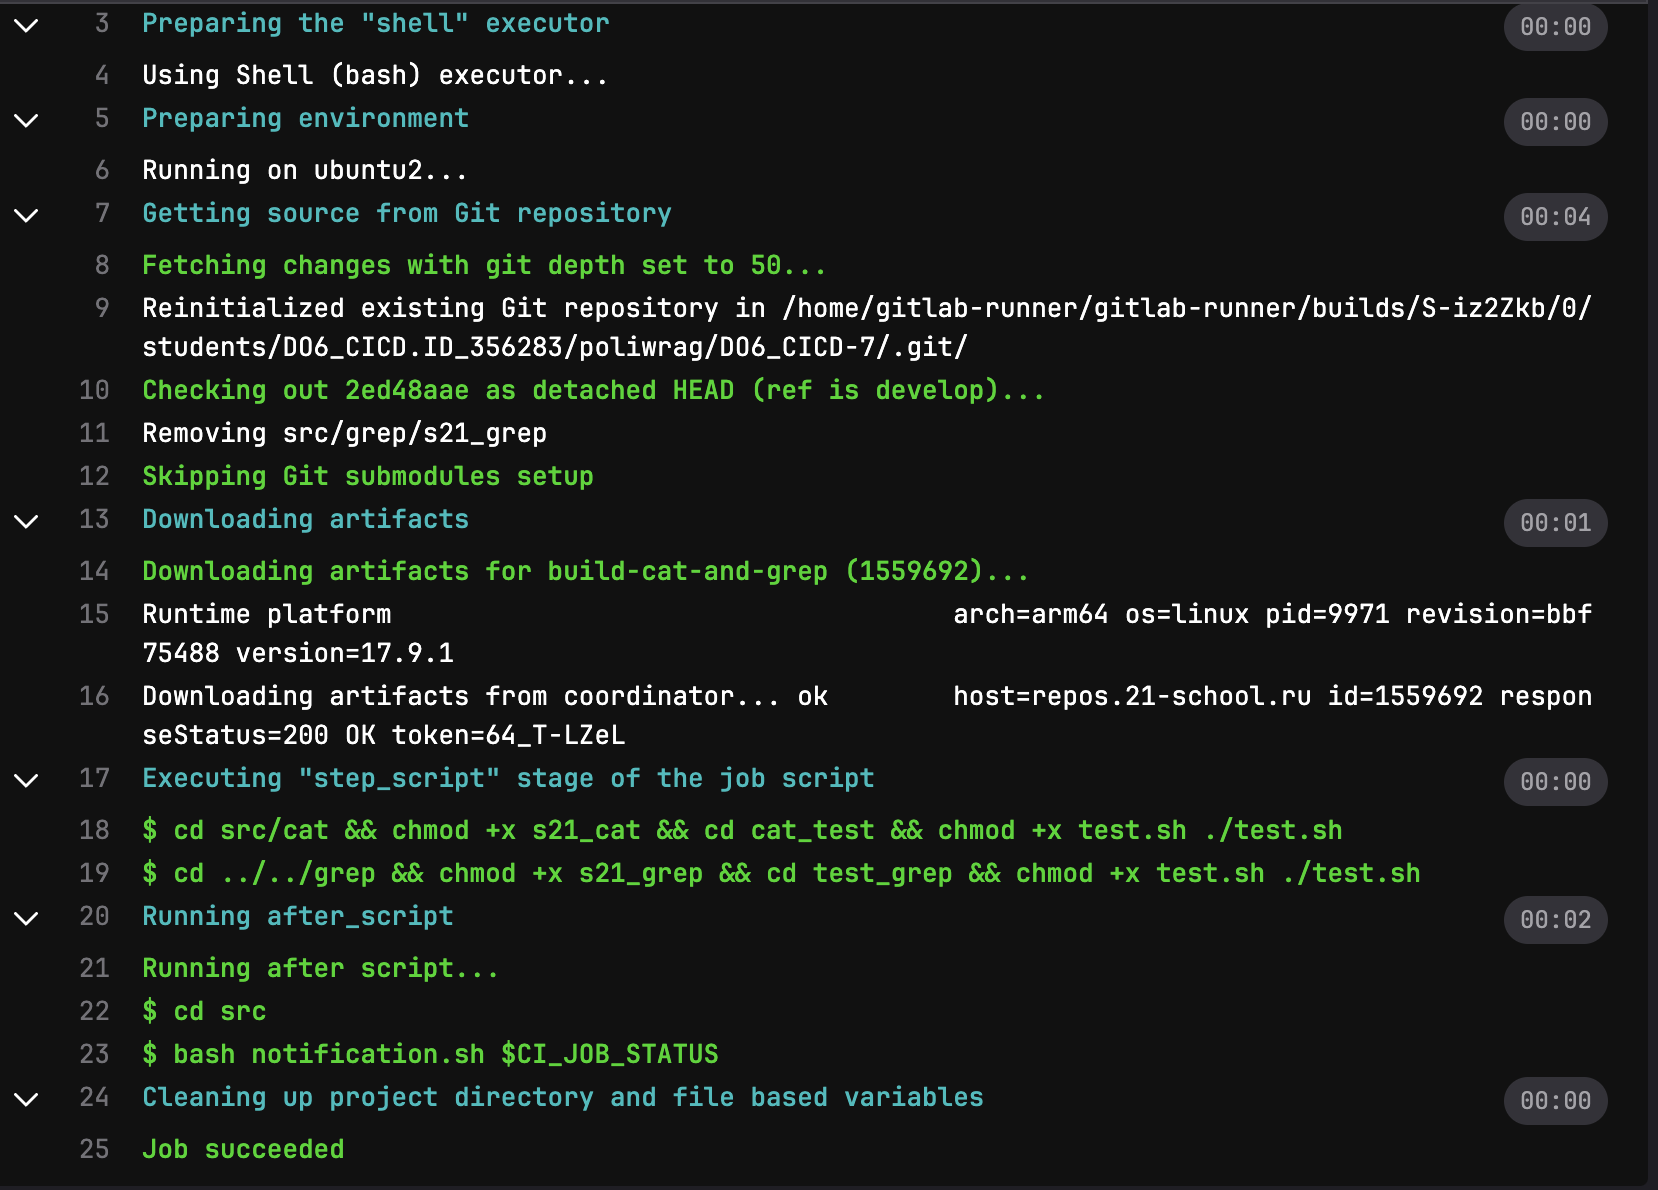 3 Preparing the "shell" executor 00:00
4 Using Shell (bash) executor...
5 Preparing environment 00:00
6 Running on ubuntu2...
7 Getting source from Git repository 00:04
8 Fetching changes with git depth set to 50...
9 Reinitialized existing Git repository in /home/gitlab-runner/gitlab-runner/builds/S-iz2Zkb/0/
students/DO6_CICD.ID_356283/poliwrag/DO6_CICD-7/.git/
10 Checking out 2ed48aae as detached HEAD (ref is develop)...
11 Removing src/grep/s21_grep
12 Skipping Git submodules setup
13 Downloading artifacts 00:01
14 Downloading artifacts for build-cat-and-grep (1559692)...
15 Runtime platform arch=arm64 os=linux pid=9971 revision=bbf
75488 version=17.9.1
16 Downloading artifacts from coordinator... ok host=repos.21-school.ru id=1559692 respon
seStatus=200 OK token=64_T-LZeL
17 Executing "step_script" stage of the job script 00:00
18 $ cd src/cat && chmod +x s21_cat && cd cat_test && chmod +x test.sh ./test.sh
19 $ cd ../../grep && chmod +x s21_grep && cd test_grep && chmod +x test.sh ./test.sh
20 Running after_script 00:02
21 Running after script...
22 $ cd src
23 $ bash notification.sh $CI_JOB_STATUS
24 Cleaning up project directory and file based variables 00:00
25 Job succeeded